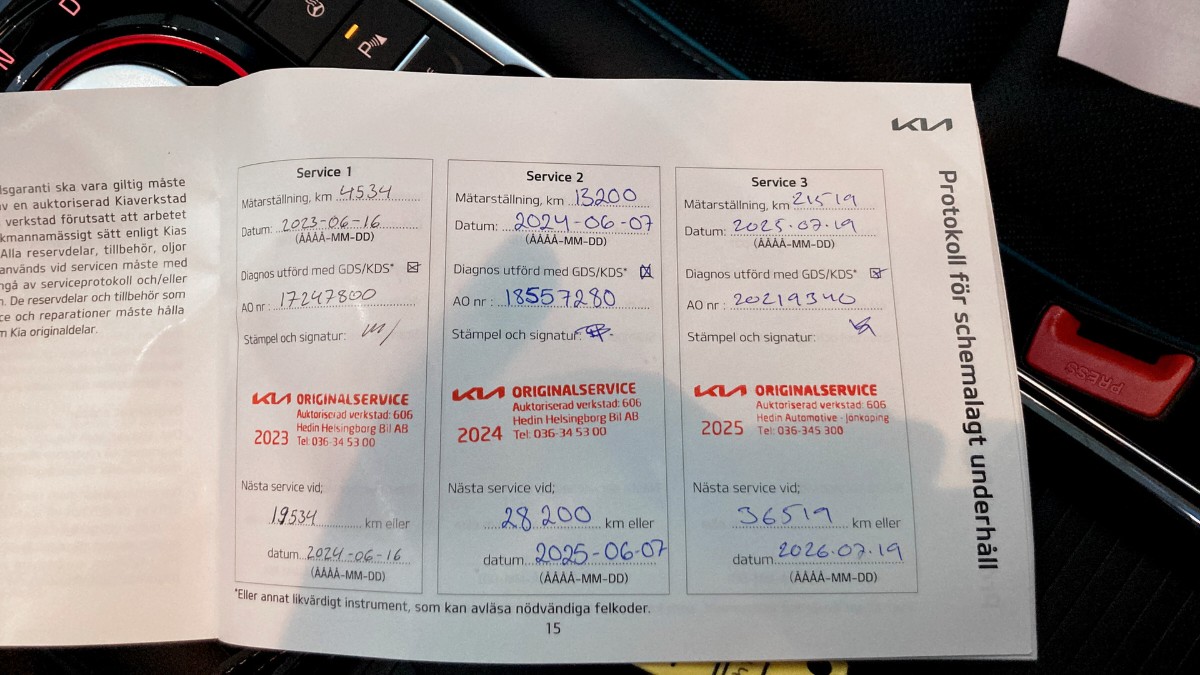 N
D
P
KIA
lsgaranti ska vara giltig måste
av en auktoriserad Kiaverkstad
verkstad förutsatt att arbetet
kmannamässigt sätt enligt Kias
Alla reservdelar, tillbehör, oljor
används vid servicen måste med
ngå av serviceprotokoll och/eller
n. De reservdelar och tillbehör som
ce och reparationer måste hålla
n Kia originaldelar.
Service 1
Mätarställning, km 4534
Datum: 2023-06-16
(ÅÅÅÅ-MM-DD)
Diagnos utförd med GDS/KDS*
AO nr: 17247800
Stämpel och signatur:
KIA ORIGINALSERVICE
Auktoriserad verkstad: 606
Hedin Helsingborg Bil AB
2023 Tel: 036-34 53 00
Nästa service vid;
19534 km eller
datum 2024-06-16
(ÅÅÅÅ-MM-DD)
Service 2
Mätarställning, km 13200
Datum: 2024-06-07
(ÅÅÅÅ-MM-DD)
Diagnos utförd med GDS/KDS*
AO nr: 18557280
Stämpel och signatur:
KIA ORIGINALSERVICE
Auktoriserad verkstad: 606
Hedin Helsingborg Bil AB
2024 Tel: 036-34 53 00
Nästa service vid;
28200 km eller
datum 2025-06-07
(ÅÅÅÅ-MM-DD)
Service 3
Mätarställning, km 21519
Datum: 2025.07.19
(ÅÅÅÅ-MM-DD)
Diagnos utförd med GDS/KDS*
AO nr: 20219340
Stämpel och signatur:
KIA ORIGINALSERVICE
Auktoriserad verkstad: 606
Hedin Automotive - Jönköping
2025 Tel: 036-345 300
Nästa service vid;
36519 km eller
datum 2026.07.19
(ÅÅÅÅ-MM-DD)
Protokoll för schemalagt underhåll
*Eller annat likvärdigt instrument, som kan avläsa nödvändiga felkoder.
15
PRESS